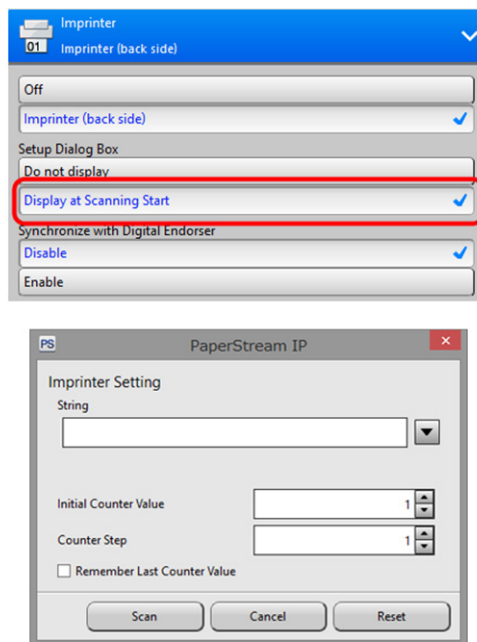 Imprinter
01 Imprinter (back side)
Off
Imprinter (back side)
Setup Dialog Box
Do not display
Display at Scanning Start
Synchronize with Digital Endorser
Disable
Enable
PS PaperStream IP
Imprinter Setting
String
Initial Counter Value 1
Counter Step 1
Remember Last Counter Value
Scan Cancel Reset